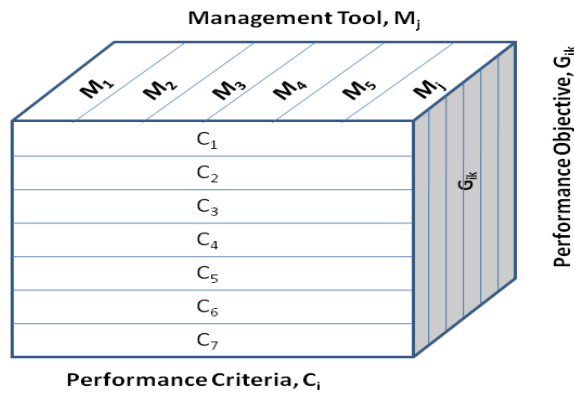 Management Tool, Mj
M1
M2
M3
M4
M5
Mj
C1
C2
C3
C4
C5
C6
C7
Gik
Performance Objective, Gik
Performance Criteria, Ci